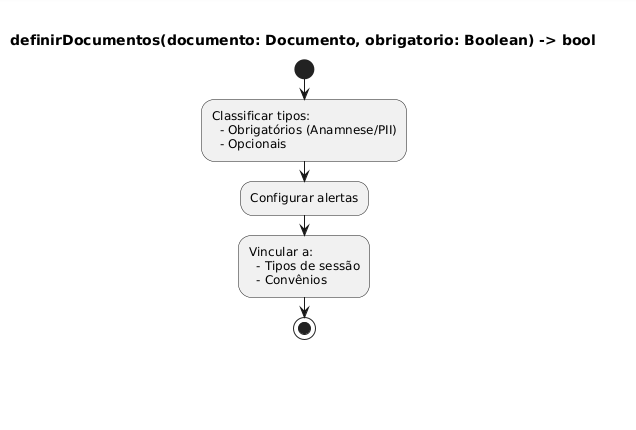 definirDocumentos(documento: Documento, obrigatorio: Boolean) -> bool
Classificar tipos:
- Obrigatórios (Anamnese/PII)
- Opcionais
Configurar alertas
Vincular a:
- Tipos de sessão
- Convênios